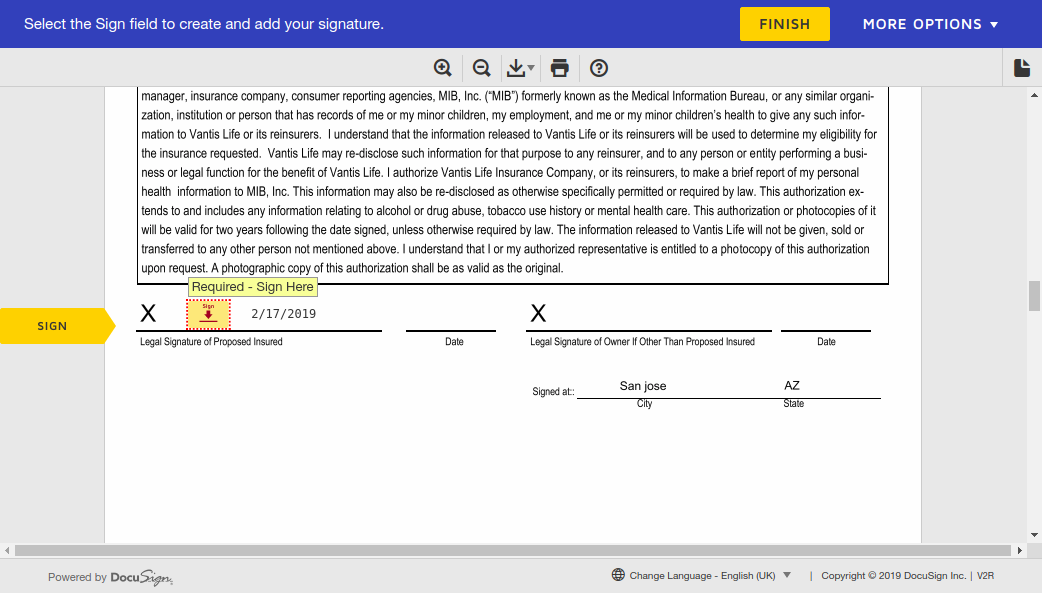 Select the Sign field to create and add your signature.
FINISH
MORE OPTIONS
manager, insurance company, consumer reporting agencies, MIB, Inc. (“MIB”) formerly known as the Medical Information Bureau, or any similar organi-
zation, institution or person that has records of me or my minor children, my employment, and me or my minor children's health to give any such infor-
mation to Vantis Life or its reinsurers. I understand that the information released to Vantis Life or its reinsurers will be used to determine my eligibility for
the insurance requested. Vantis Life may re-disclose such information for that purpose to any reinsurer, and to any person or entity performing a busi-
ness or legal function for the benefit of Vantis Life. I authorize Vantis Life Insurance Company, or its reinsurers, to make a brief report of my personal
health information to MIB, Inc. This information may also be re-disclosed as otherwise specifically permitted or required by law. This authorization ex-
tends to and includes any information relating to alcohol or drug abuse, tobacco use history or mental health care. This authorization or photocopies of it
will be valid for two years following the date signed, unless otherwise required by law. The information released to Vantis Life will not be given, sold or
transferred to any other person not mentioned above. I understand that I or my authorized representative is entitled to a photocopy of this authorization
upon request. A photographic copy of this authorization shall be as valid as the original.
Required - Sign Here
SIGN
X Sign 2/17/2019 X
Legal Signature of Proposed Insured Date Legal Signature of Owner If Other Than Proposed Insured Date
Signed at:: San jose AZ
City State
Powered by DocuSign
Change Language - English (UK) | Copyright © 2019 DocuSign Inc. | V2R